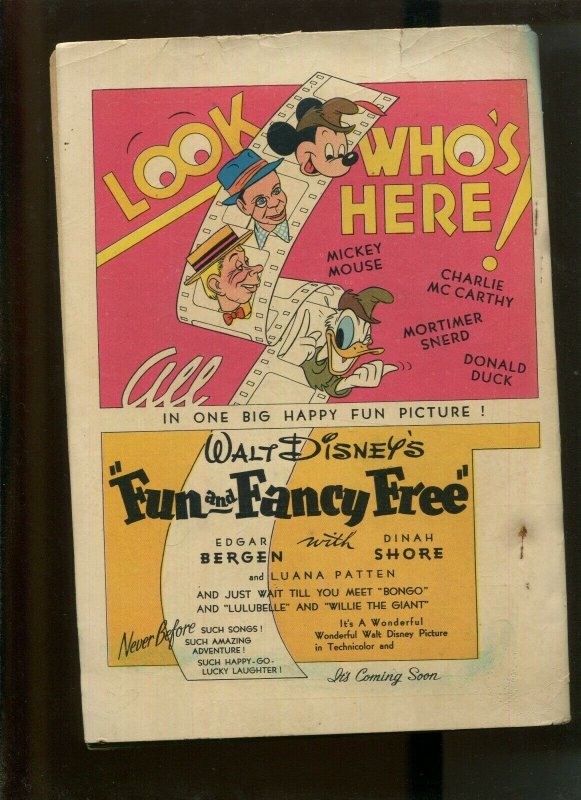 LOOK WHO'S
HERE!
MICKEY
MOUSE
CHARLIE
MC CARTHY
MORTIMER
SNERD
DONALD
DUCK
all
IN ONE BIG HAPPY FUN PICTURE !
WALT DISNEY'S
"Fun and Fancy Free"
EDGAR
BERGEN
with
DINAH
SHORE
and LUANA PATTEN
AND JUST WAIT TILL YOU MEET "BONGO"
AND "LULUBELLE" AND "WILLIE THE GIANT"
Never Before
SUCH SONGS!
SUCH AMAZING
ADVENTURE!
SUCH HAPPY-GO-
LUCKY LAUGHTER!
It's A Wonderful
Wonderful Walt Disney Picture
in Technicolor and
It's Coming Soon